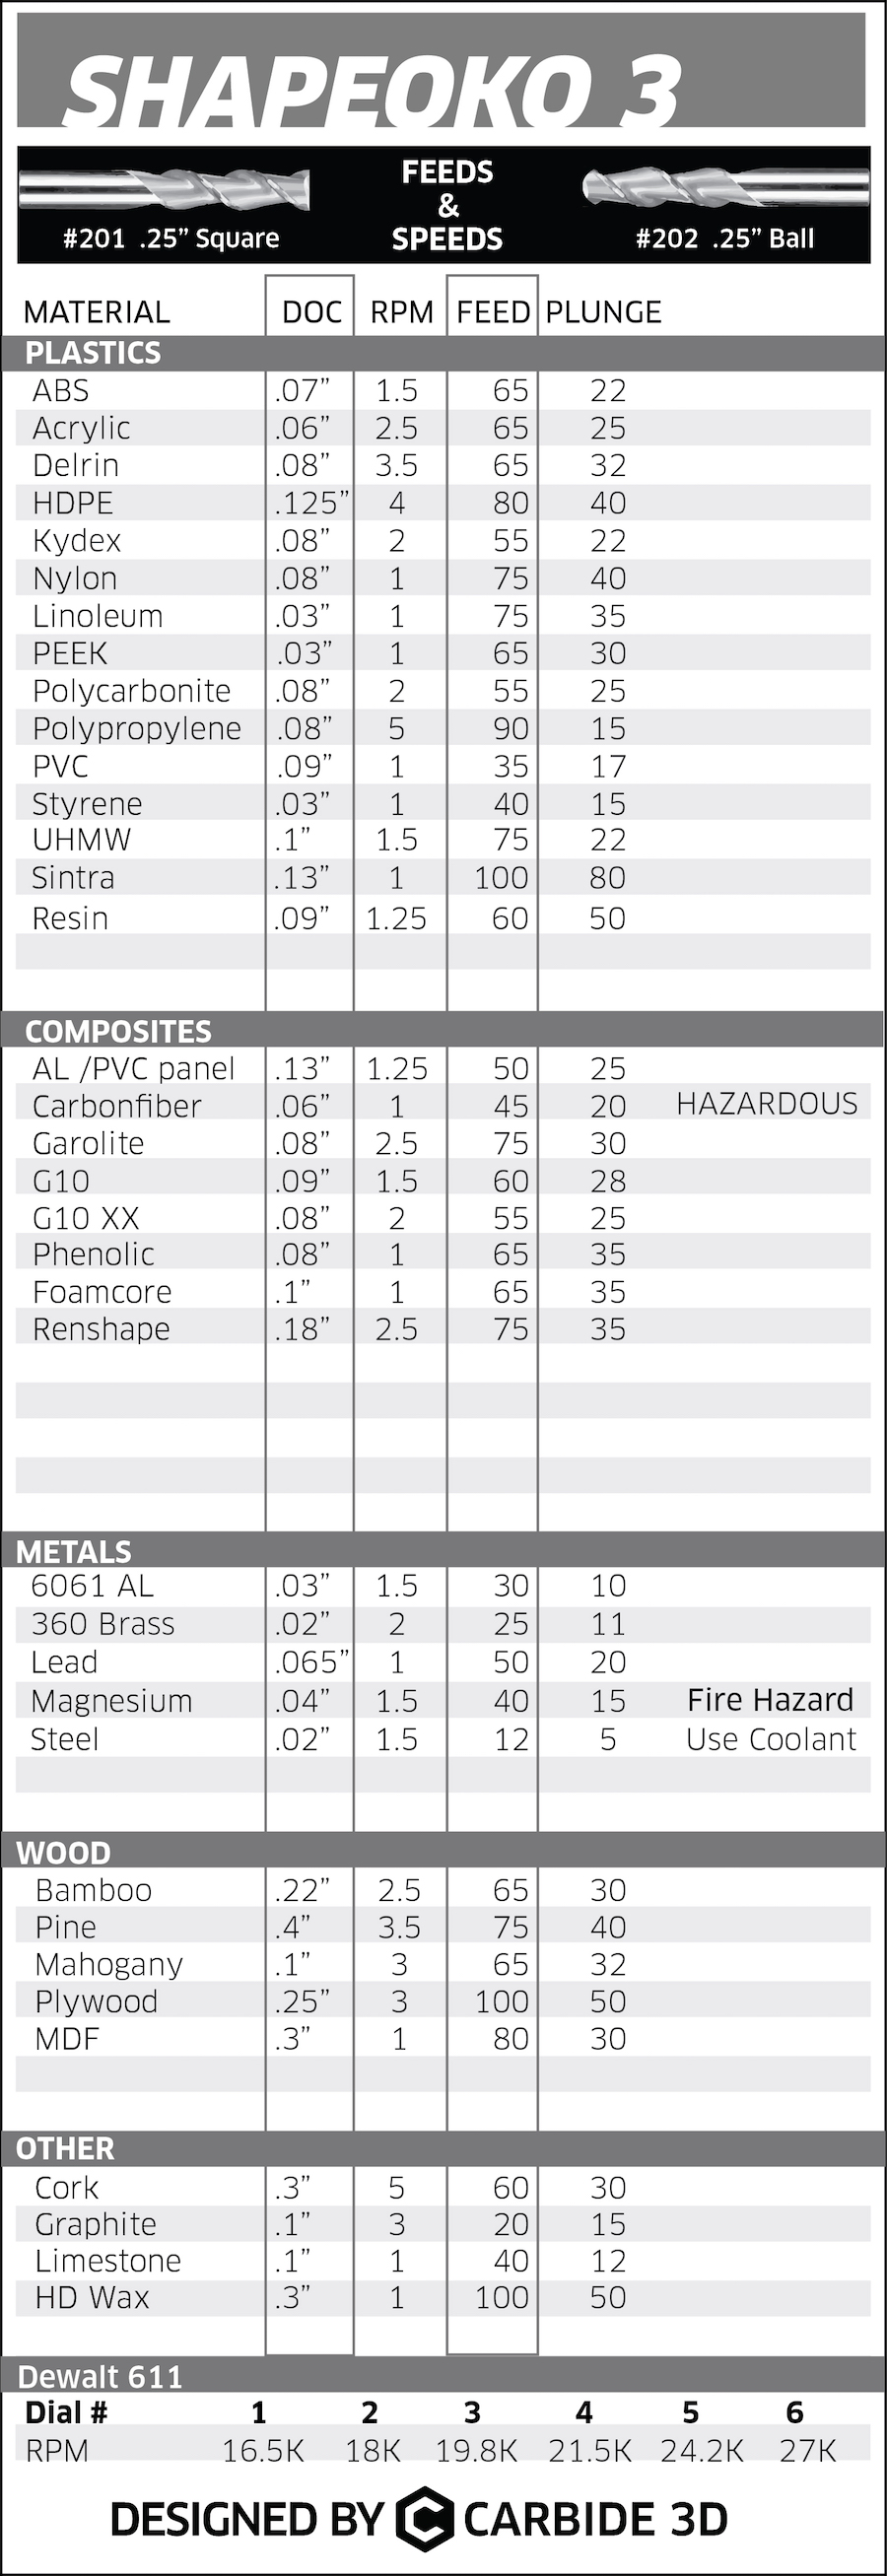 SHAPEOKO 3
FEEDS
&
SPEEDS
#201 .25” Square
#202 .25” Ball
MATERIAL DOC RPM FEED PLUNGE
PLASTICS
ABS .07” 1.5 65 22
Acrylic .06” 2.5 65 25
Delrin .08” 3.5 65 32
HDPE .125” 4 80 40
Kydex .08” 2 55 22
Nylon .08” 1 75 40
Linoleum .03” 1 75 35
PEEK .03” 1 65 30
Polycarbonite .08” 2 55 25
Polypropylene .08” 5 90 15
PVC .09” 1 35 17
Styrene .03” 1 40 15
UHMW .1” 1.5 75 22
Sintra .13” 1 100 80
Resin .09” 1.25 60 50
COMPOSITES
AL /PVC panel .13” 1.25 50 25
Carbonfiber .06” 1 45 20 HAZARDOUS
Garolite .08” 2.5 75 30
G10 .09” 1.5 60 28
G10 XX .08” 2 55 25
Phenolic .08” 1 65 35
Foamcore .1” 1 65 35
Renshape .18” 2.5 75 35
METALS
6061 AL .03” 1.5 30 10
360 Brass .02” 2 25 11
Lead .065” 1 50 20
Magnesium .04” 1.5 40 15 Fire Hazard
Steel .02” 1.5 12 5 Use Coolant
WOOD
Bamboo .22” 2.5 65 30
Pine .4” 3.5 75 40
Mahogany .1” 3 65 32
Plywood .25” 3 100 50
MDF .3” 1 80 30
OTHER
Cork .3” 5 60 30
Graphite .1” 3 20 15
Limestone .1” 1 40 12
HD Wax .3” 1 100 50
Dewalt 611
Dial # 1 2 3 4 5 6
RPM 16.5K 18K 19.8K 21.5K 24.2K 27K
DESIGNED BY CARBIDE 3D